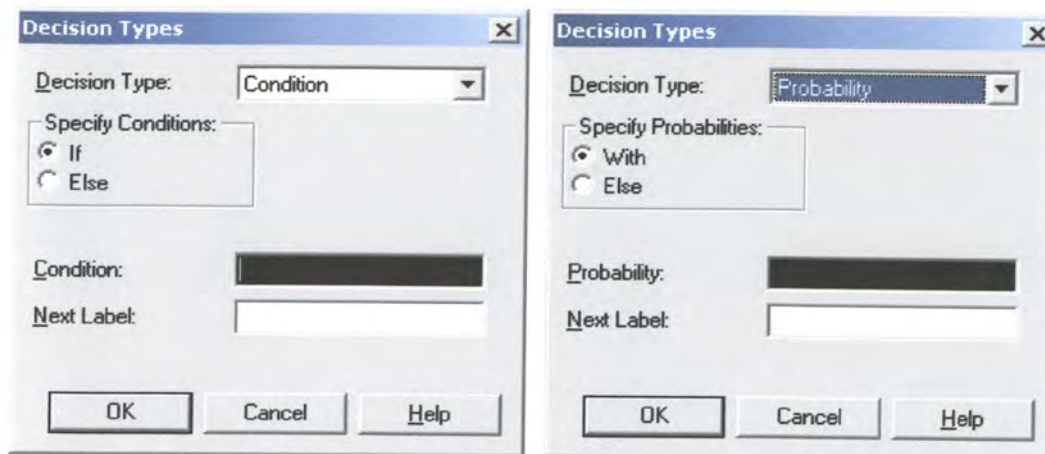 Decision Types
Decision Type: Condition
Specify Conditions:
If
Else
Condition:
Next Label:
OK Cancel Help
Decision Types
Decision Type: Probability
Specify Probabilities:
With
Else
Probability:
Next Label:
OK Cancel Help